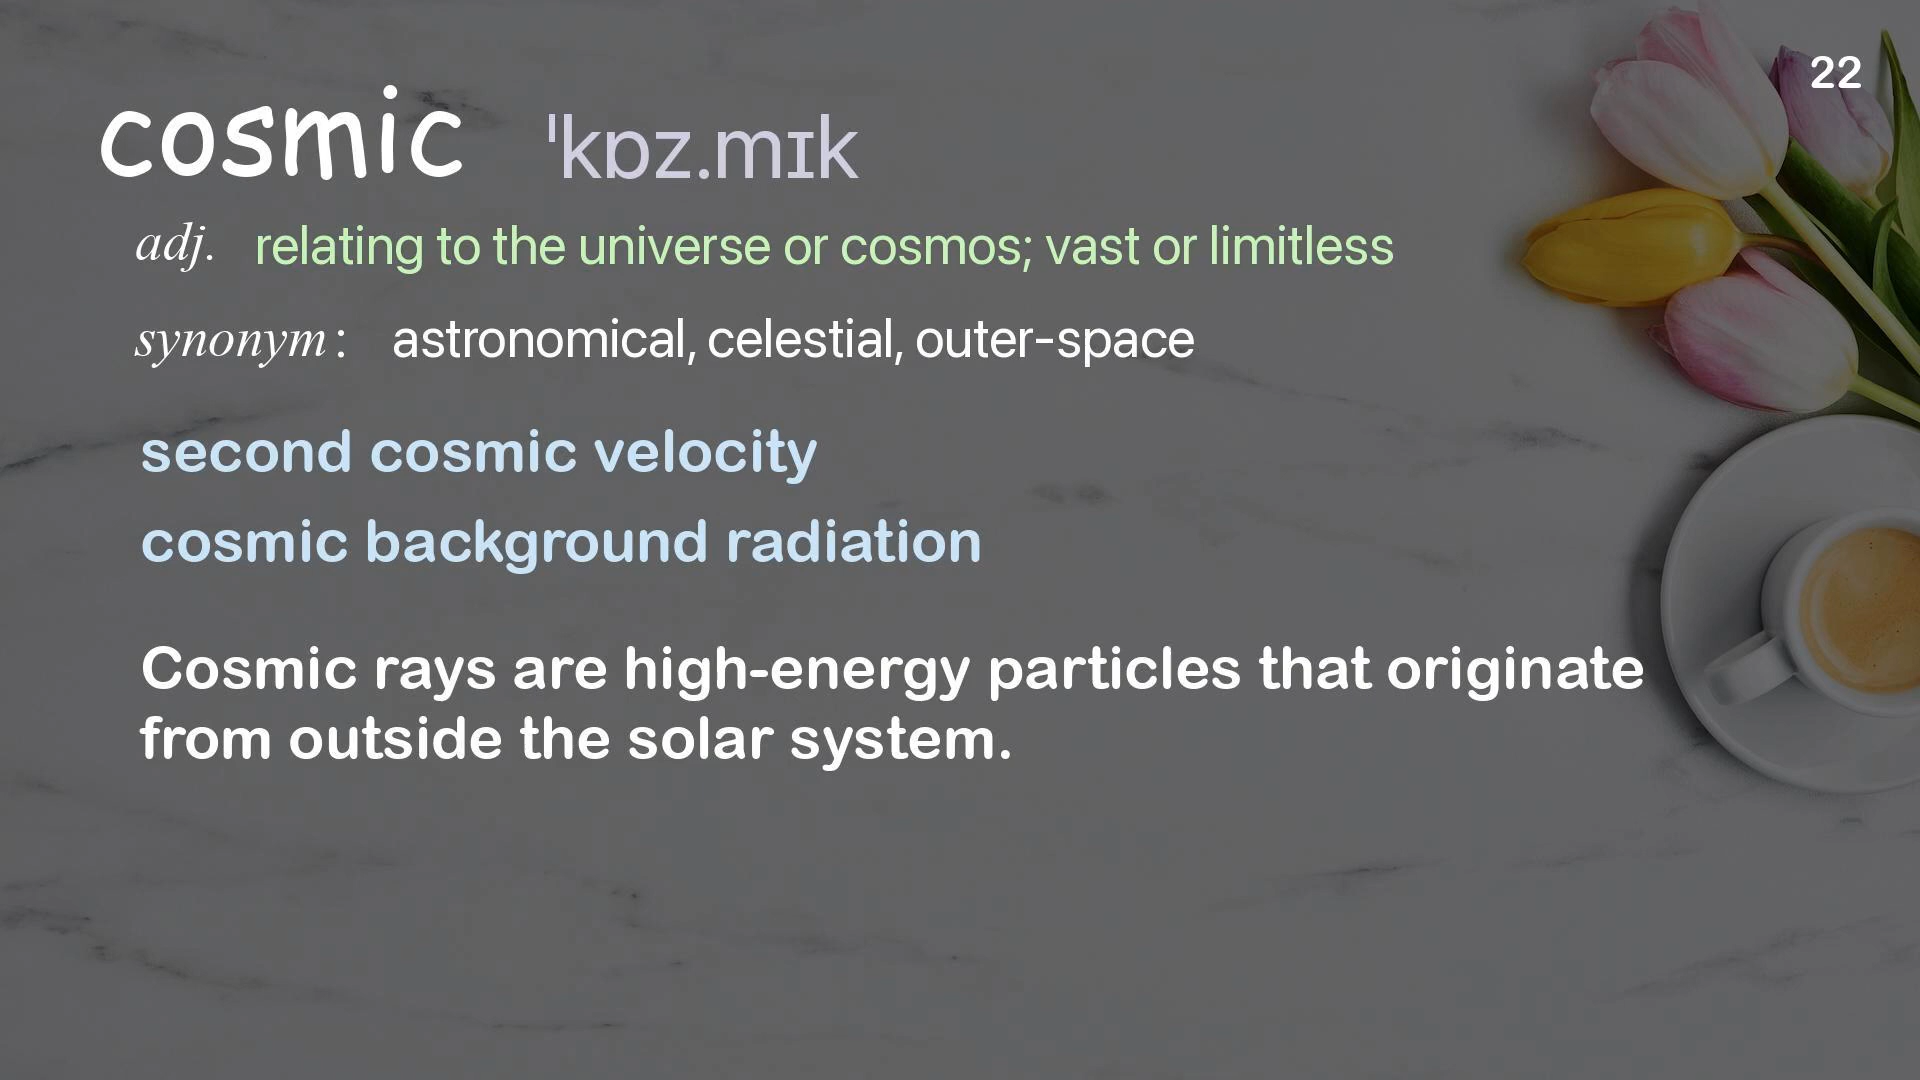 22
cosmic ˈkɒz.mɪk
adj. relating to the universe or cosmos; vast or limitless
synonym: astronomical, celestial, outer-space
second cosmic velocity
cosmic background radiation
Cosmic rays are high-energy particles that originate
from outside the solar system.